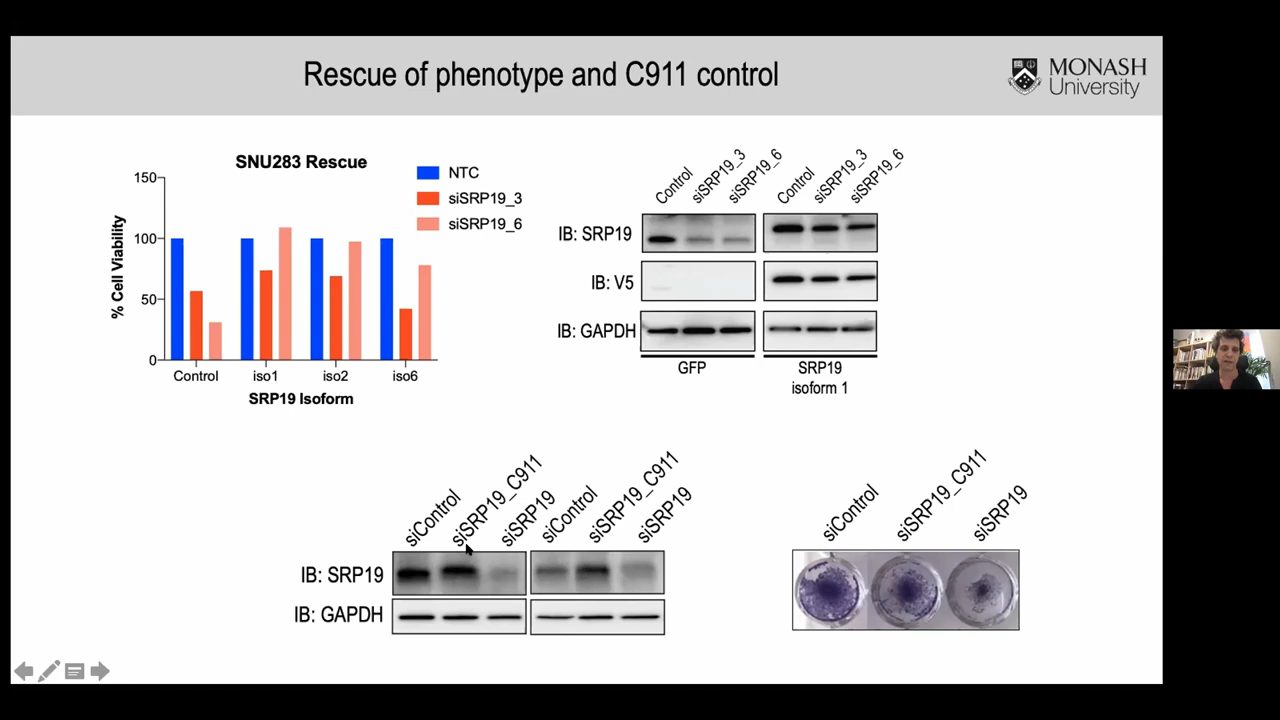 Rescue of phenotype and C911 control
MONASH
University
SNU283 Rescue
NTC
siSRP19_3
siSRP19_6
% Cell Viability
150
100
50
0
Control
iso1
iso2
iso6
SRP19 Isoform
Control
siSRP19_3
siSRP19_6
Control
siSRP19_3
siSRP19_6
IB: SRP19
IB: V5
IB: GAPDH
GFP
SRP19
isoform 1
siControl
siSRP19_C911
siSRP19
siControl
siSRP19_C911
siSRP19
IB: SRP19
IB: GAPDH
siControl
siSRP19_C911
siSRP19